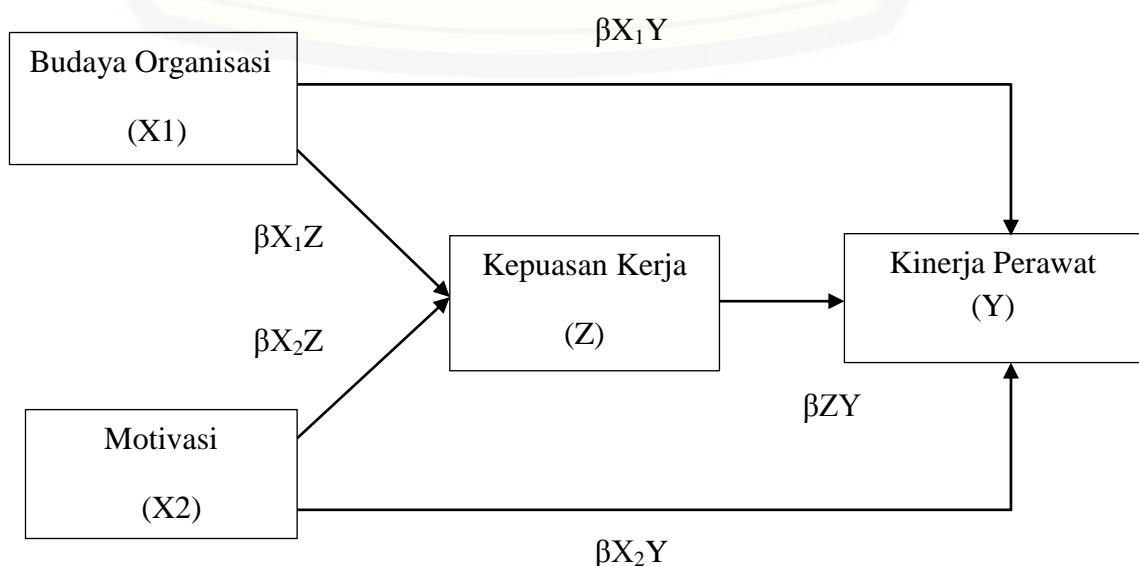 βX₁Y
Budaya Organisasi
(X1)
βX₁Z
Kepuasan Kerja
(Z)
Kinerja Perawat
(Y)
βX₂Z
βZY
Motivasi
(X2)
βX₂Y